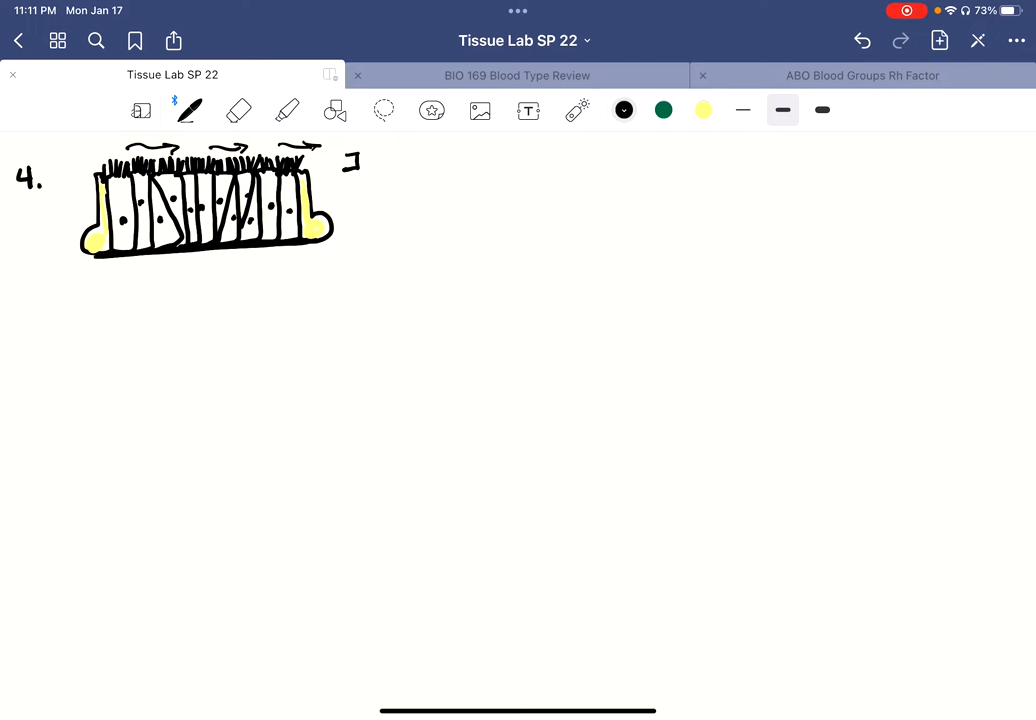 11:11 PM Mon Jan 17
73%
Tissue Lab SP 22
Tissue Lab SP 22
BIO 169 Blood Type Review
ABO Blood Groups Rh Factor
T
4.